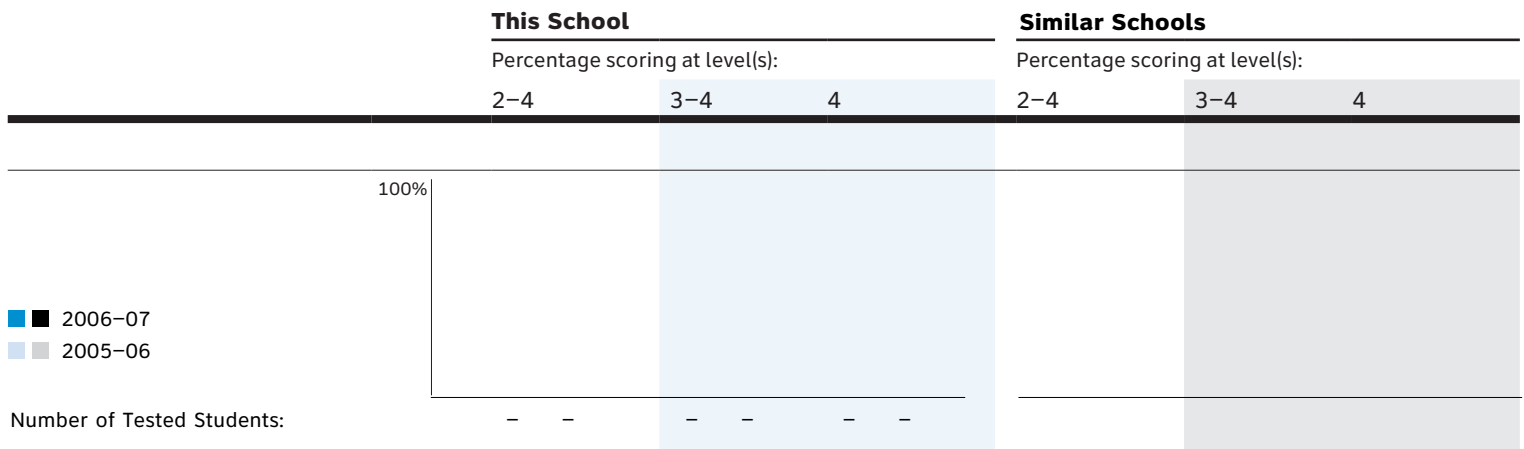 This School Similar Schools
Percentage scoring at level(s): Percentage scoring at level(s):
2–4 3–4 4 2–4 3–4 4
100%
2006–07
2005–06
Number of Tested Students: – – – – – –